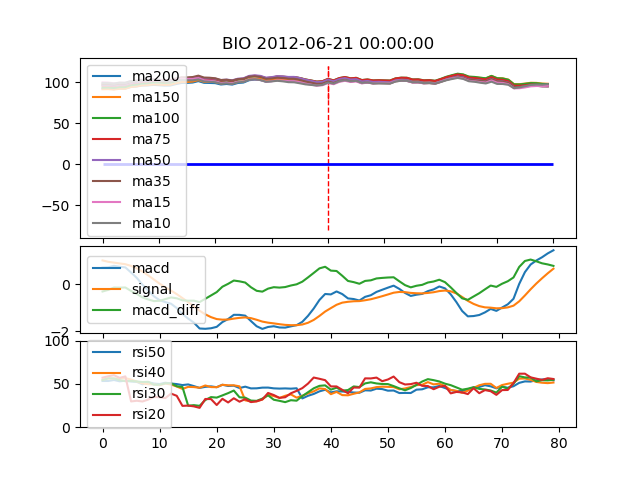 BIO 2012-06-21 00:00:00
100
50
0
−50
ma200
ma150
ma100
ma75
ma50
ma35
ma15
ma10
0
−2
macd
signal
macd_diff
100
50
0
rsi50
rsi40
rsi30
rsi20
0 10 20 30 40 50 60 70 80